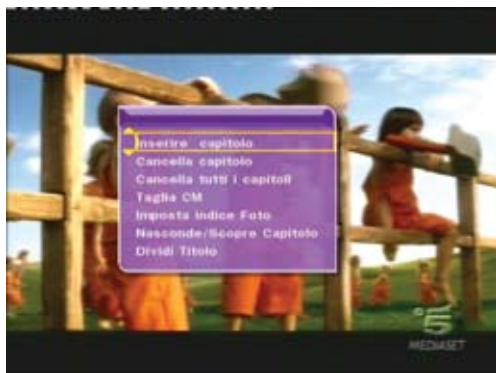 Inserire capitolo
Cancella capitolo
Cancella tutti i capitoli
Taglia CM
Imposta Indice Foto
Nasconde/Scopre Capitolo
Dividi Titolo
5
MEDIASET